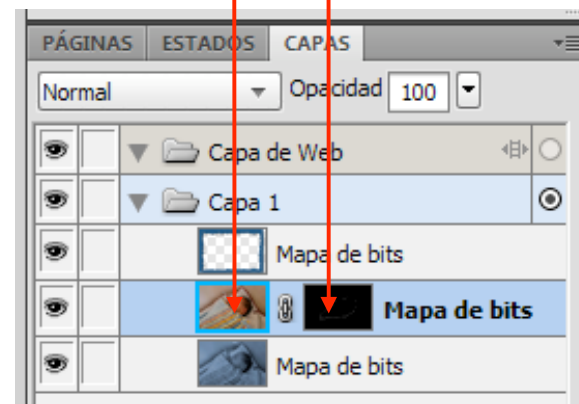 PÁGINAS ESTADOS CAPAS
Normal Opacidad 100
Capa de Web
Capa 1
Mapa de bits
Mapa de bits
Mapa de bits